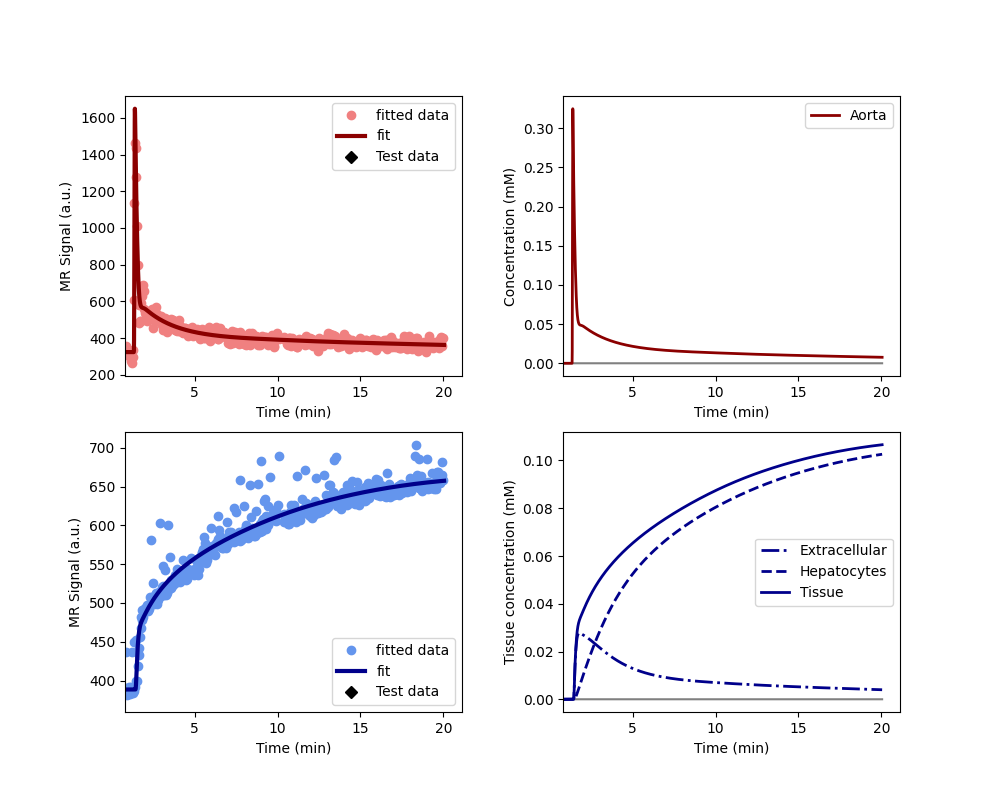 1600
1400
1200
1000
800
600
400
200
MR Signal (a.u.)
5
10
15
20
Time (min)
fitted data
fit
Test data
0.30
0.25
0.20
0.15
0.10
0.05
0.00
Concentration (mM)
5
10
15
20
Time (min)
Aorta
700
650
600
550
500
450
400
MR Signal (a.u.)
5
10
15
20
Time (min)
fitted data
fit
Test data
0.10
0.08
0.06
0.04
0.02
0.00
Tissue concentration (mM)
5
10
15
20
Time (min)
Extracellular
Hepatocytes
Tissue